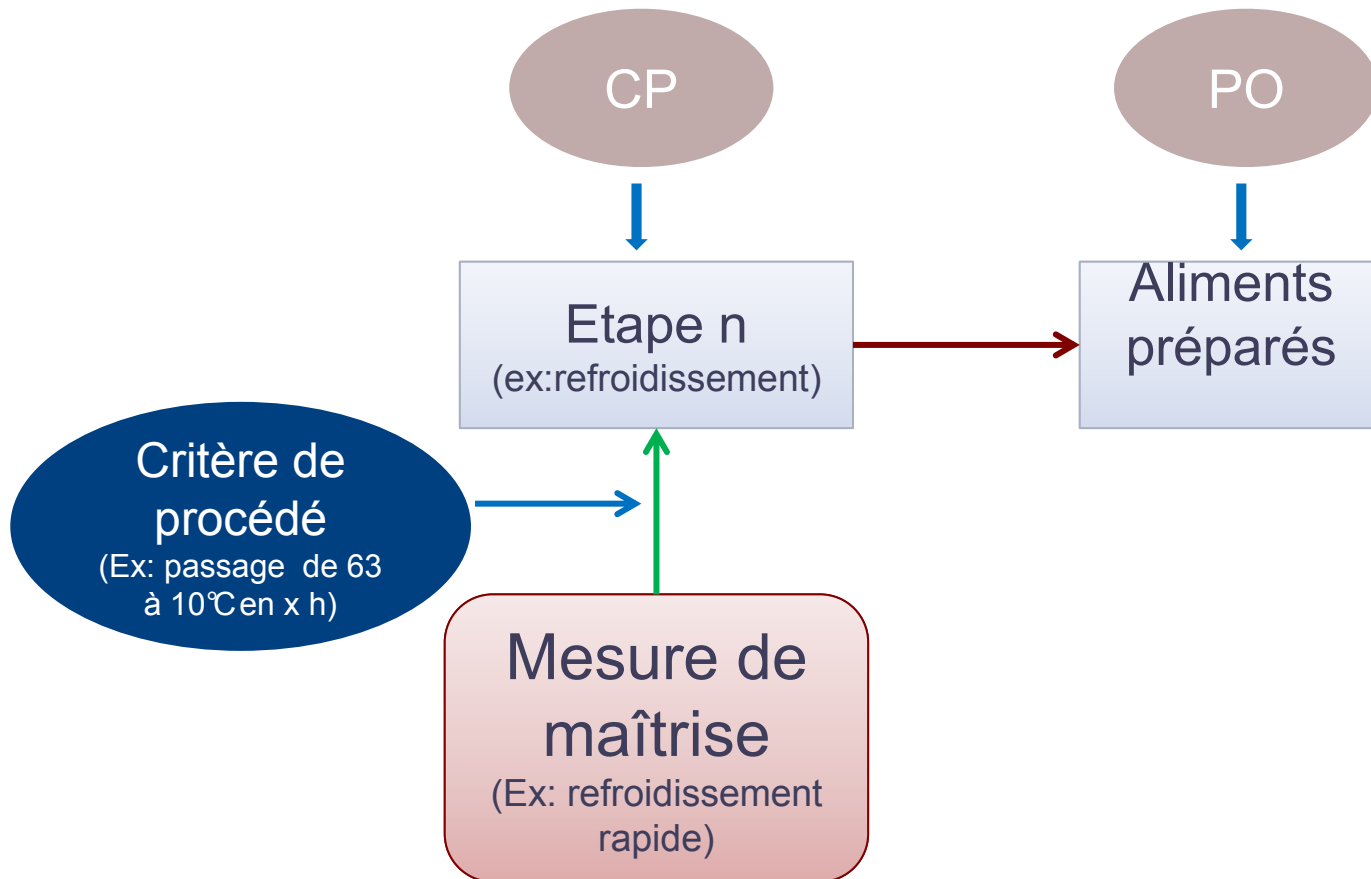 CP
PO
Etape n
(ex:refroidissement)
Aliments
préparés
Critère de
procédé
(Ex: passage de 63
à 10°C en x h)
Mesure de
maîtrise
(Ex: refroidissement
rapide)